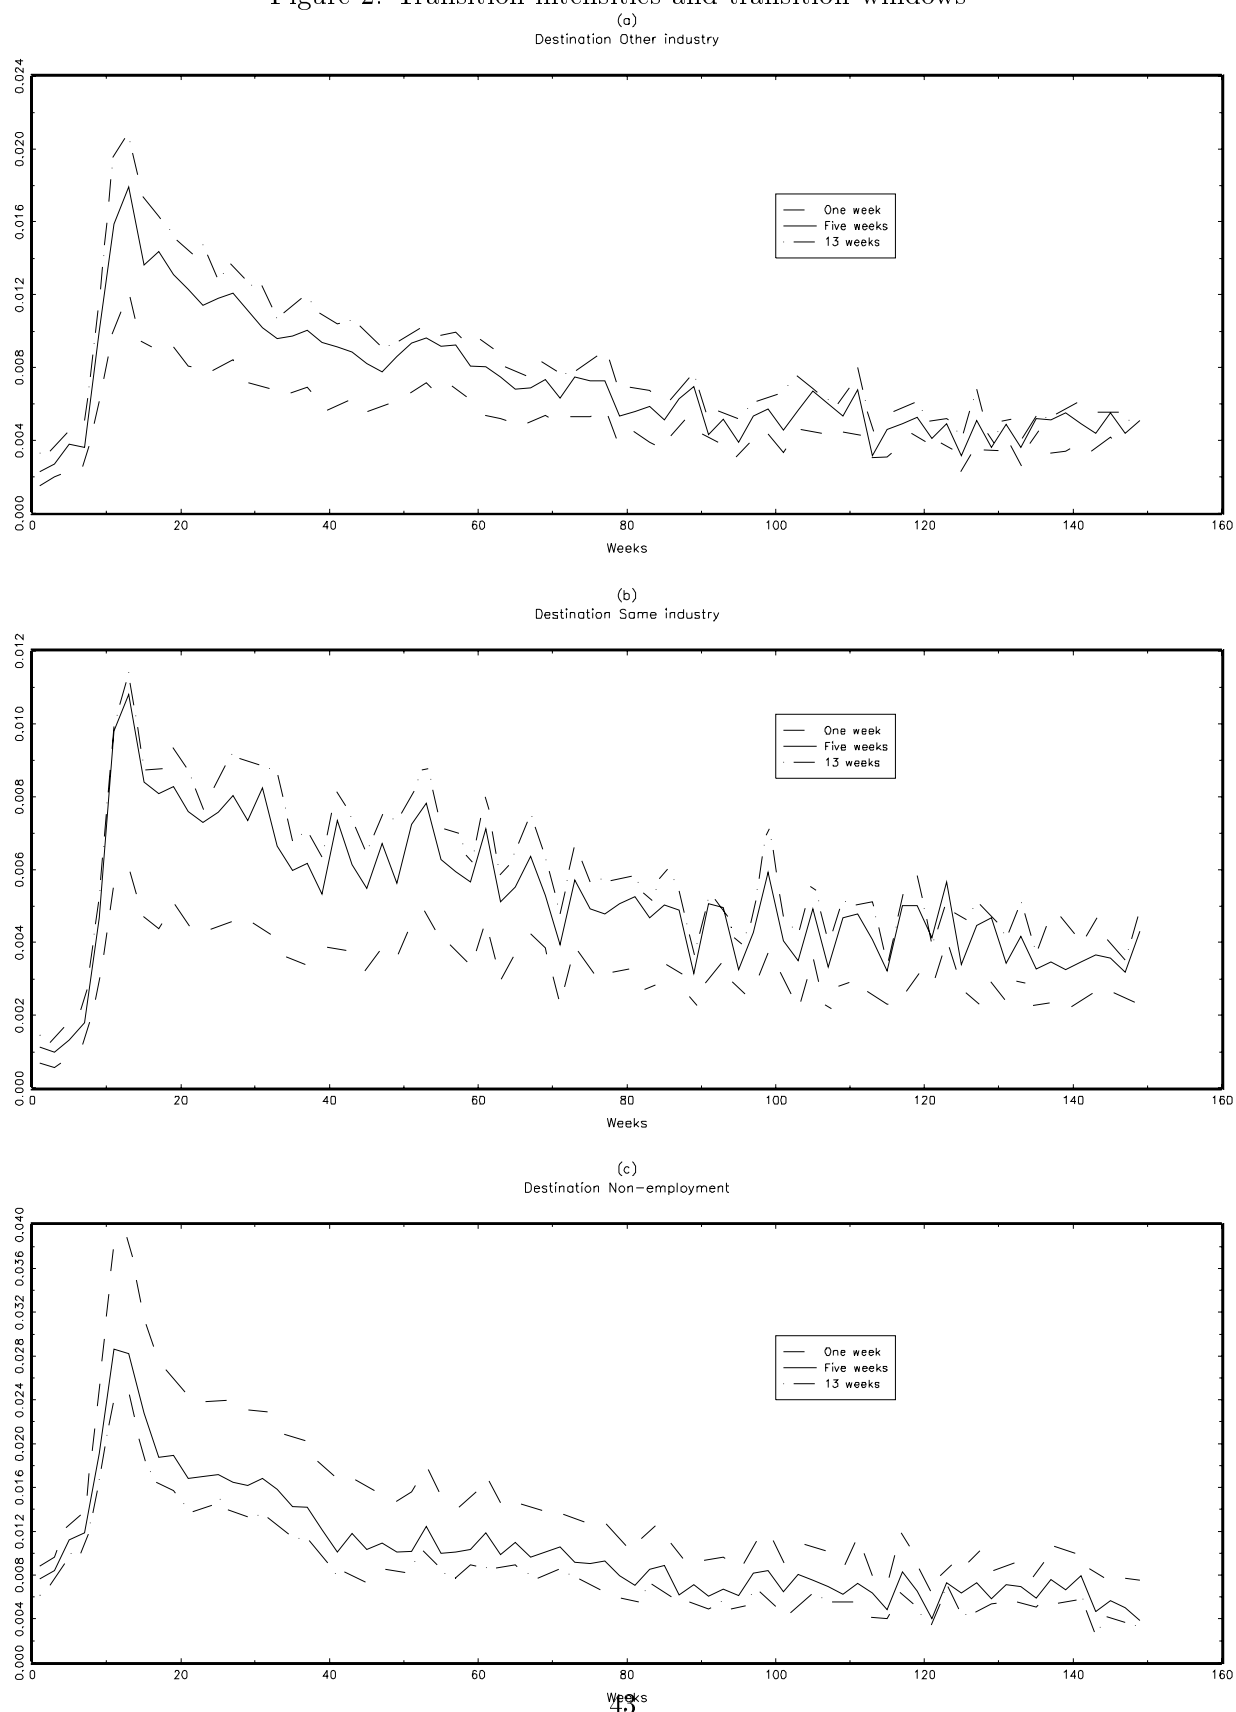 Figure 2: Transition intensities and transition windows
(a)
Destination Other industry
0.024
0.020
0.016
0.012
0.008
0.004
0.000
One week
Five weeks
13 weeks
0 20 40 60 80 100 120 140 160
Weeks
(b)
Destination Same industry
0.012
0.010
0.008
0.006
0.004
0.002
0.000
One week
Five weeks
13 weeks
0 20 40 60 80 100 120 140 160
Weeks
(c)
Destination Non-employment
0.040
0.036
0.032
0.028
0.024
0.020
0.016
0.012
0.008
0.004
0.000
One week
Five weeks
13 weeks
0 20 40 60 80 100 120 140 160
Weeks
43